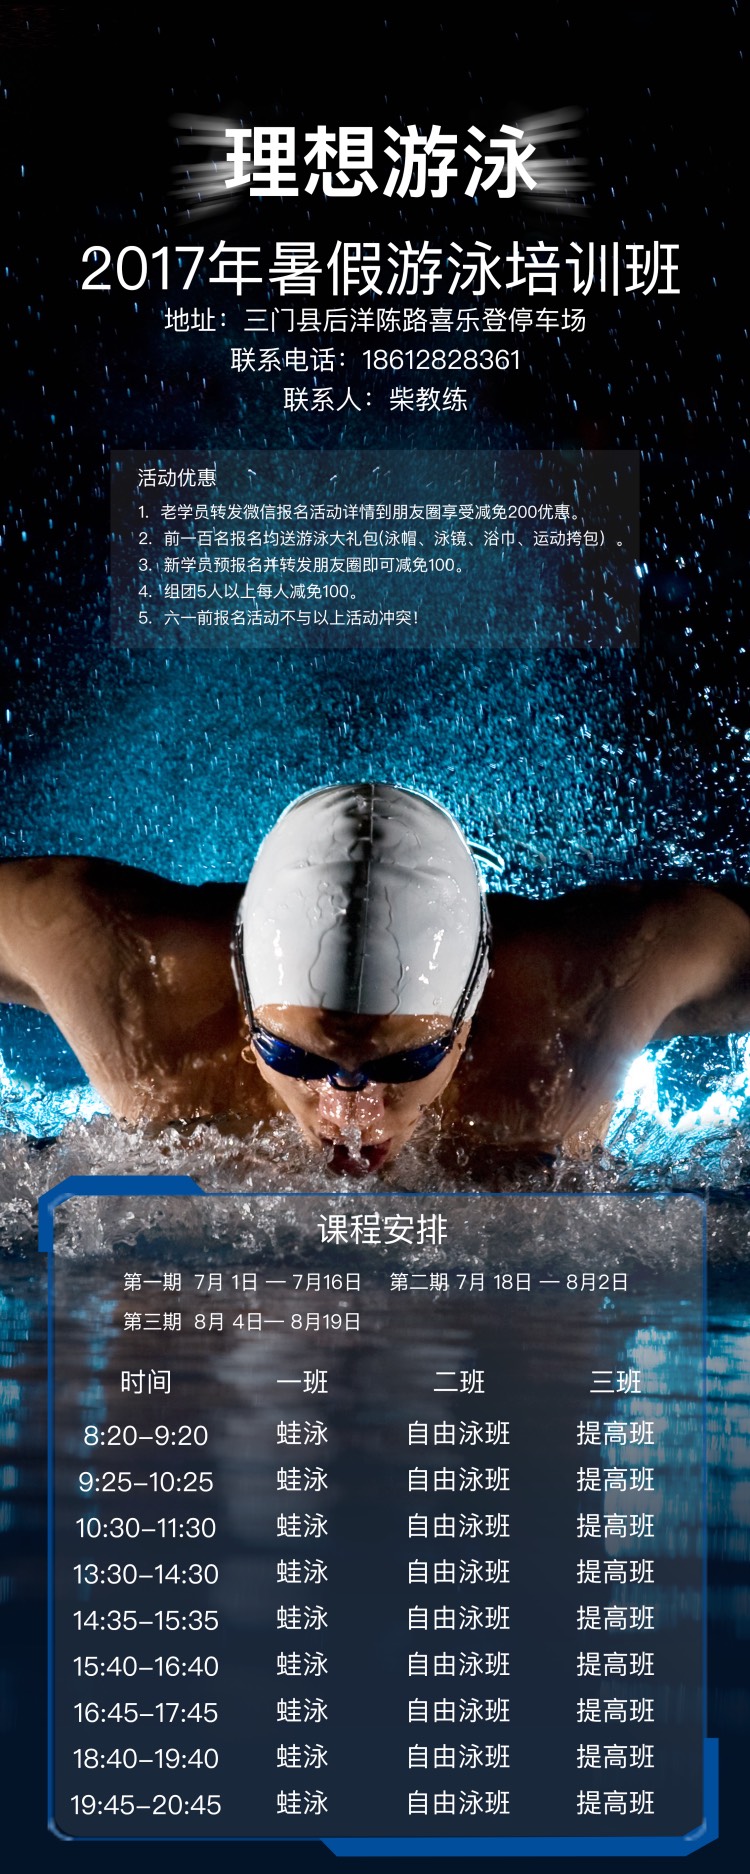 理想游泳
2017年暑假游泳培训班
地址：三门县后洋陈路喜乐登停车场
联系电话：18612828361
联系人：柴教练
活动优惠
1. 老学员转发微信报名活动详情到朋友圈享受减免200优惠。
2. 前一百名报名均送游泳大礼包(泳帽、泳镜、浴巾、运动挎包）。
3. 新学员预报名并转发朋友圈即可减免100。
4. 组团5人以上每人减免100。
5. 六一前报名活动不与以上活动冲突！
课程安排
第一期 7月 1日 — 7月16日 第二期 7月 18日 — 8月2日
第三期 8月 4日— 8月19日
时间 一班 二班 三班
8:20–9:20 蛙泳 自由泳班 提高班
9:25–10:25 蛙泳 自由泳班 提高班
10:30–11:30 蛙泳 自由泳班 提高班
13:30–14:30 蛙泳 自由泳班 提高班
14:35–15:35 蛙泳 自由泳班 提高班
15:40–16:40 蛙泳 自由泳班 提高班
16:45–17:45 蛙泳 自由泳班 提高班
18:40–19:40 蛙泳 自由泳班 提高班
19:45–20:45 蛙泳 自由泳班 提高班